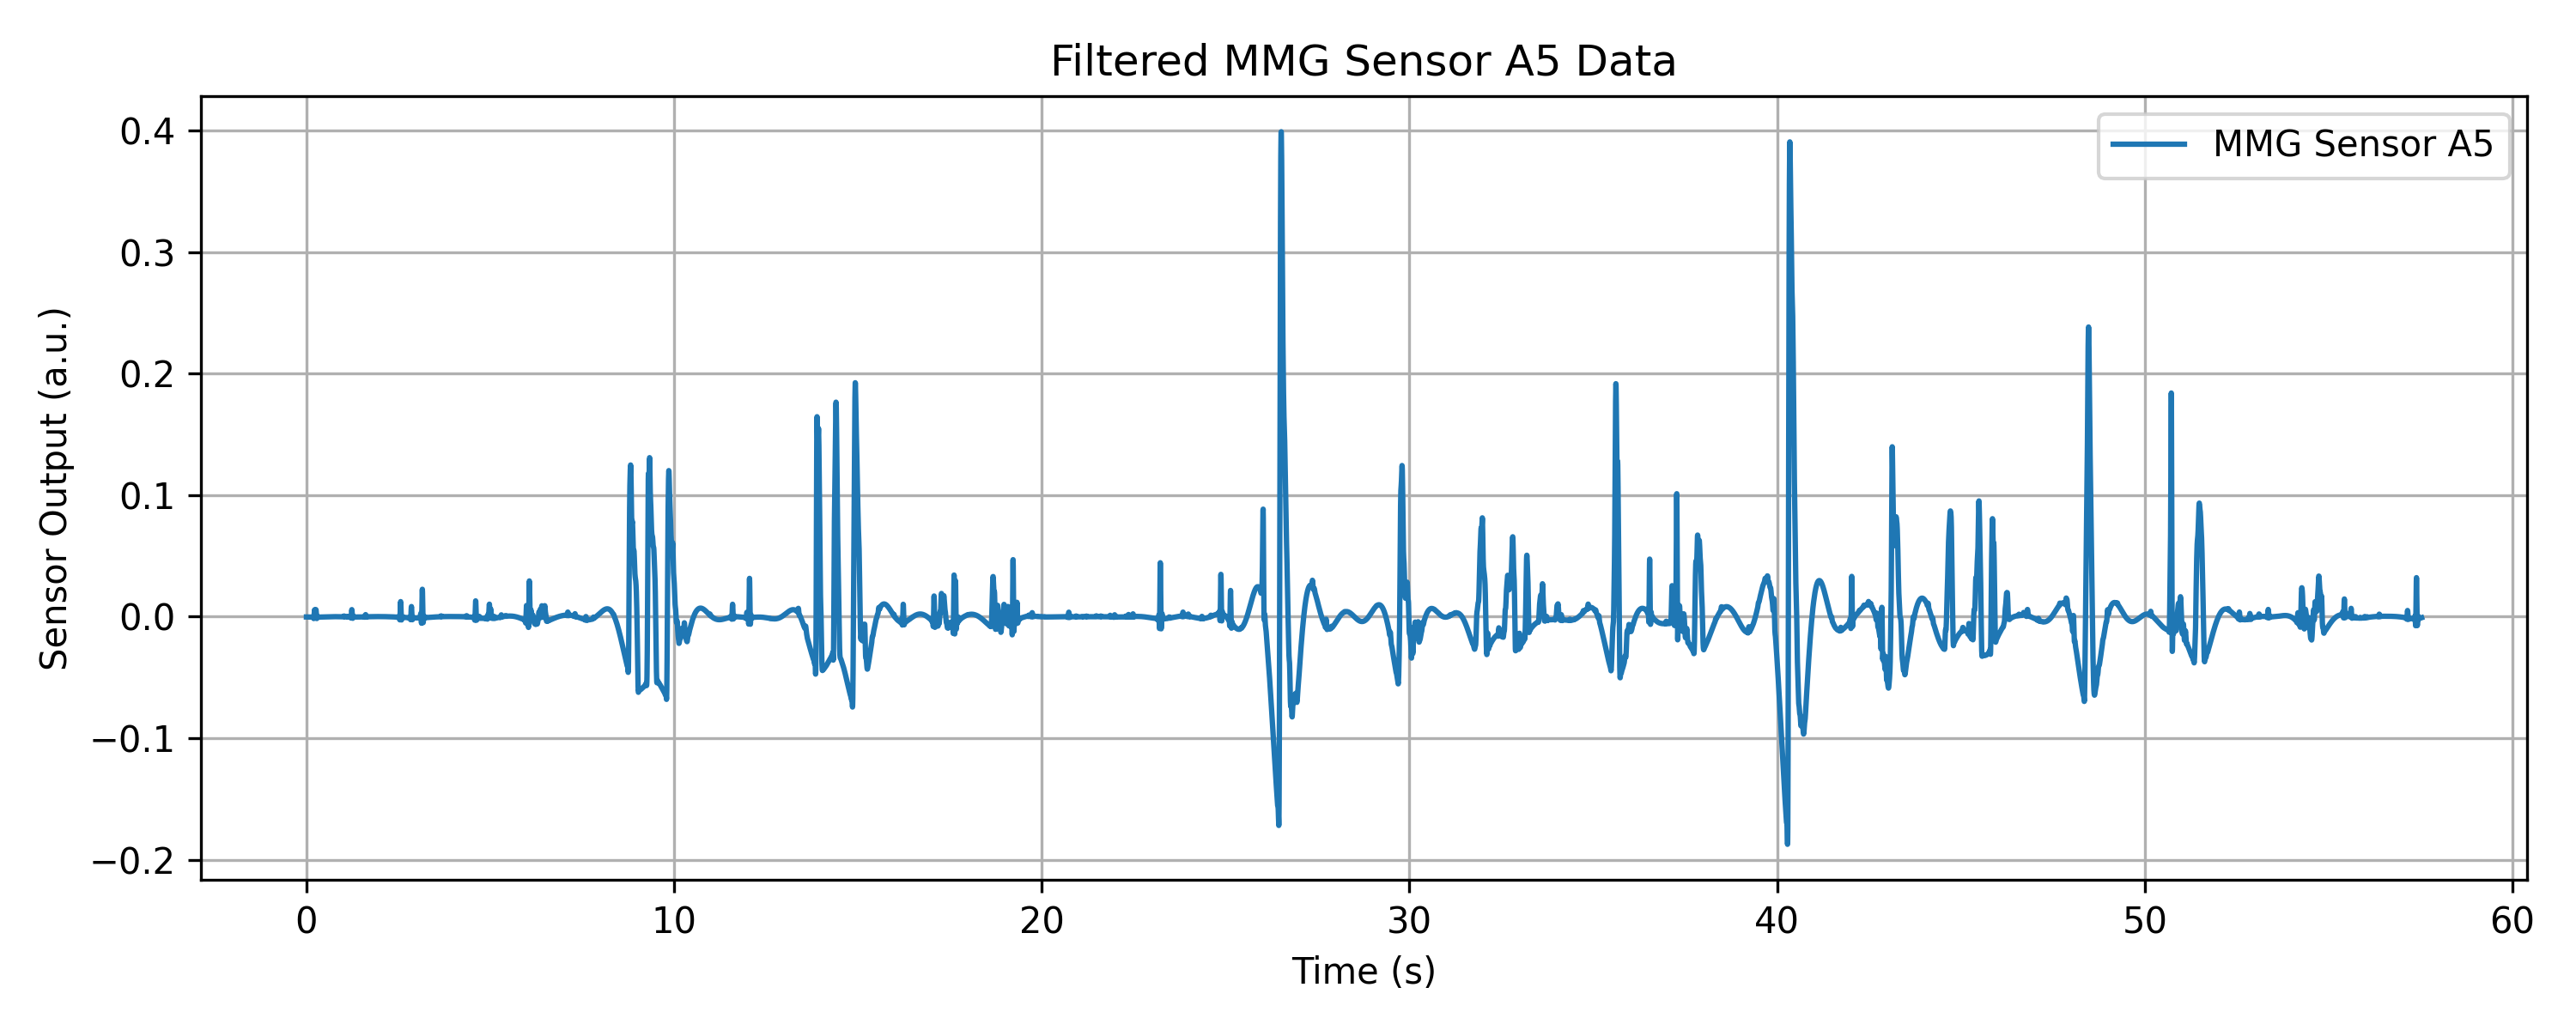 Filtered MMG Sensor A5 Data
MMG Sensor A5
Sensor Output (a.u.)
0.4
0.3
0.2
0.1
0.0
−0.1
−0.2
0 10 20 30 40 50 60
Time (s)